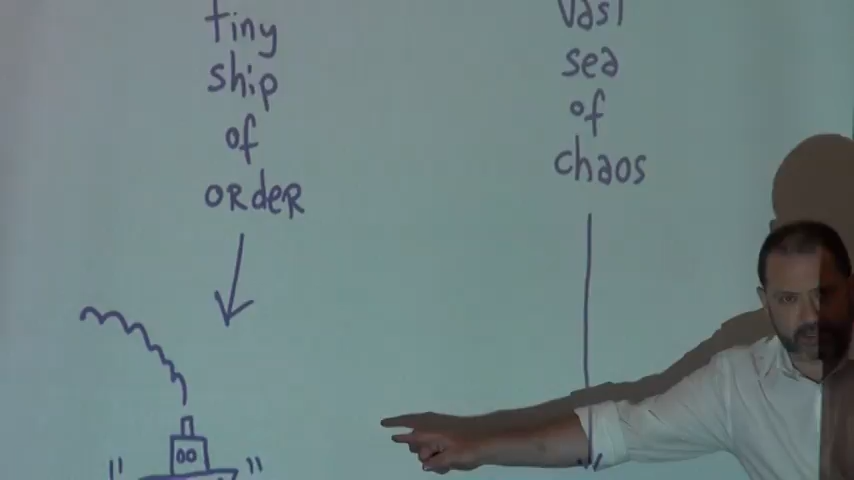 tiny
ship
of
order
vast
sea
of
chaos